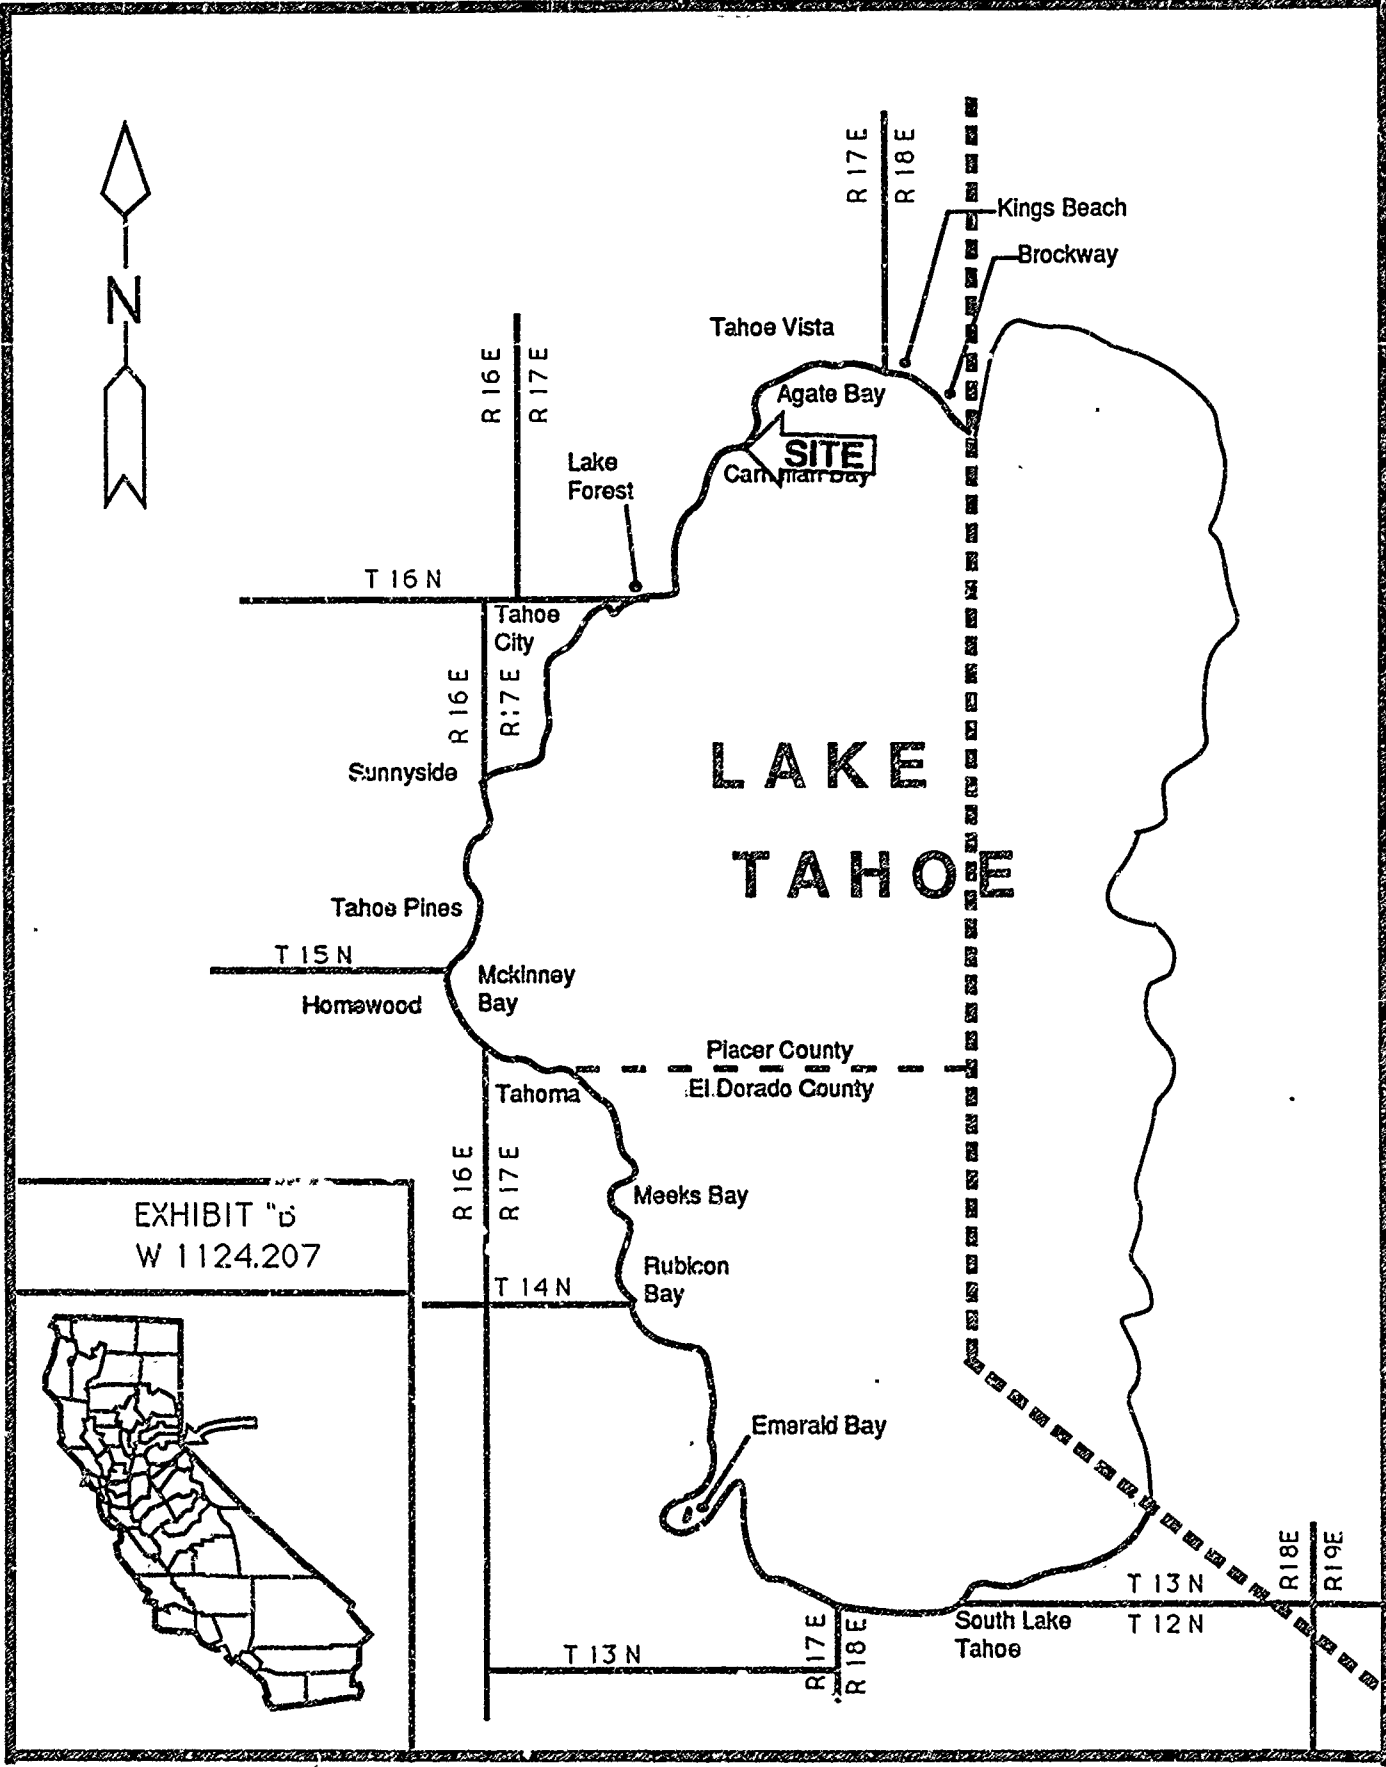 R 17 E
R 18 E
Kings Beach
Brockway
N
Tahoe Vista
R 16 E
R 17 E
Agate Bay
SITE
Bay
Lake
Forest
T 16 N
Tahoe
City
R 16 E
R 17 E
Sunnyside
LAKE
TAHOE
Tahoe Pines
T 15 N
Mckinney
Bay
Homewood
Placer County
El Dorado County
Tahoma
R 16 E
R 17 E
Meeks Bay
EXHIBIT "B
W 1124.207
Rubicon
Bay
T 14 N
Emerald Bay
R18E
R19E
T 13 N
South Lake
Tahoe
T 12 N
T 13 N
R 17 E
R 18 E